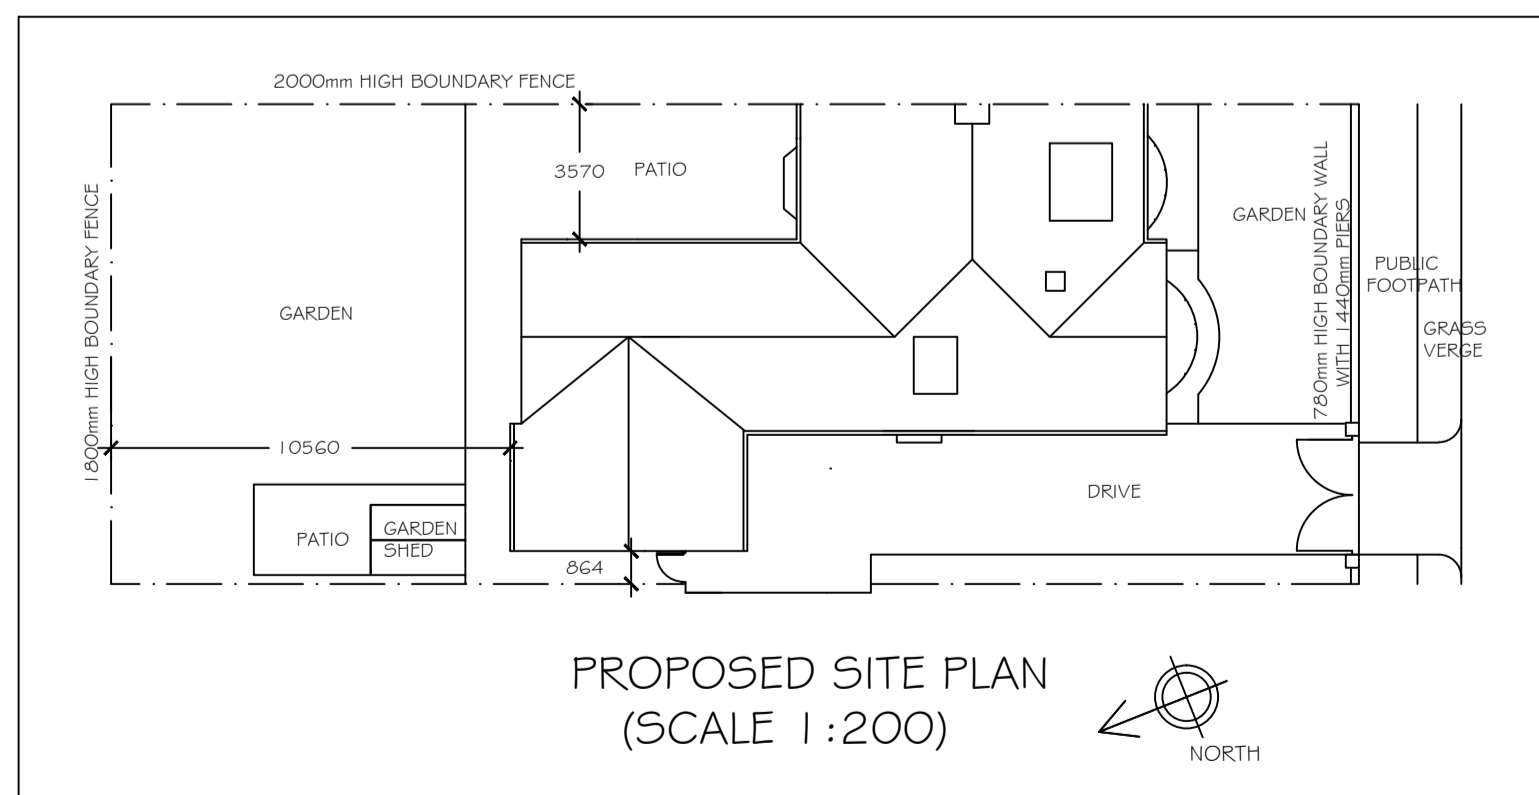 2000mm HIGH BOUNDARY FENCE
1800mm HIGH BOUNDARY FENCE
3570
PATIO
GARDEN
GARDEN
780mm HIGH BOUNDARY WALL
WITH 1440mm PIERS
PUBLIC
FOOTPATH
GRASS
VERGE
10560
DRIVE
PATIO
GARDEN
SHED
864
PROPOSED SITE PLAN
(SCALE 1:200)
NORTH